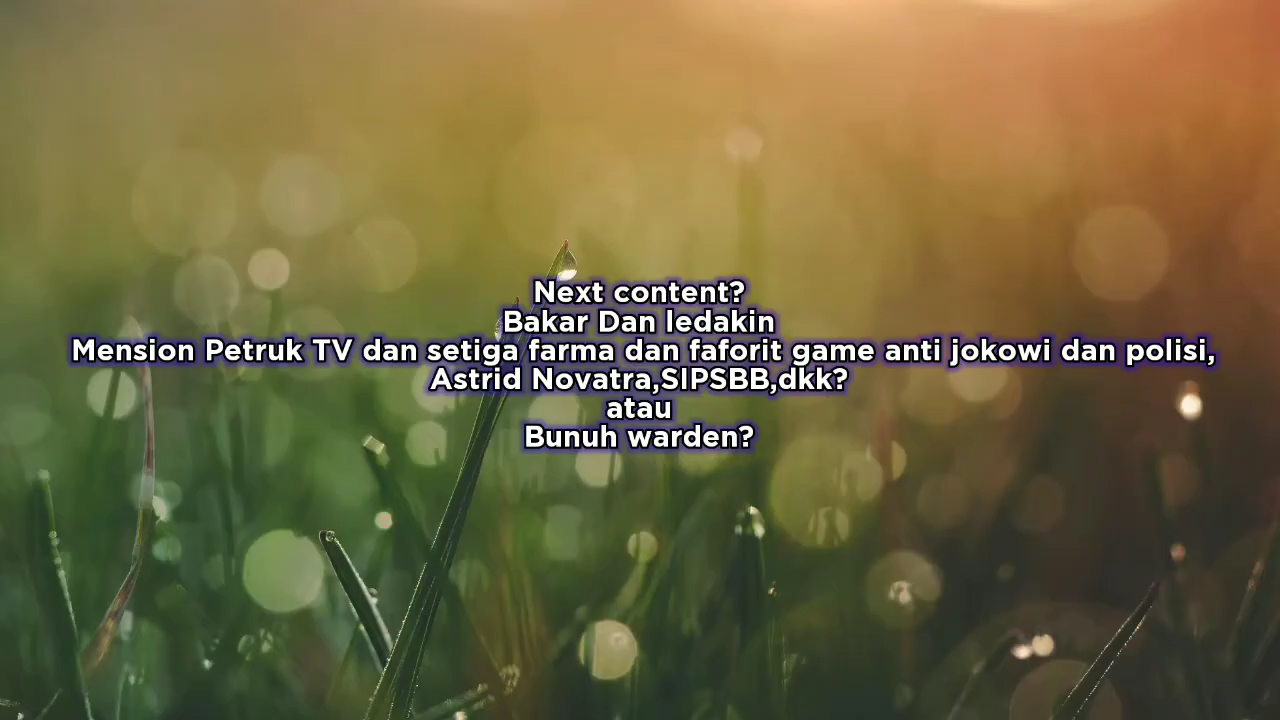 Next content?
Bakar Dan ledakin
Mension Petruk TV dan setiga farma dan faforit game anti jokowi dan polisi,
Astrid Novatra,SIPSBB,dkk?
atau
Bunuh warden?